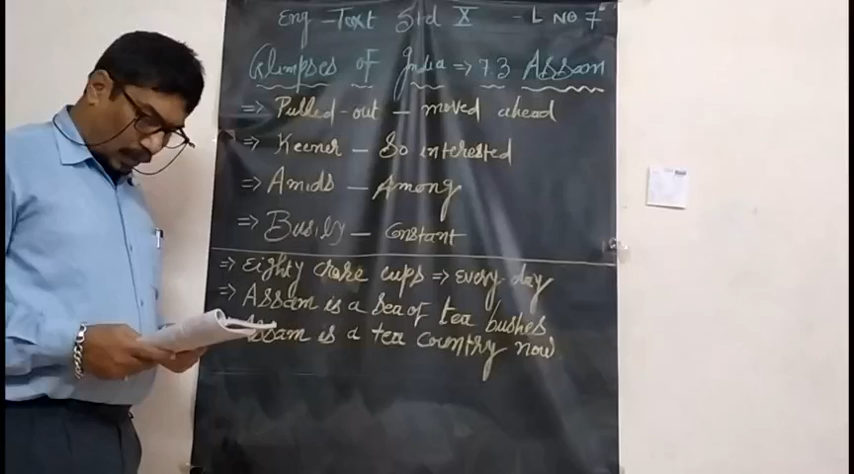 Eng - Text Std X - L NO 7
Glimpses of India ⇒ 7.3 Assam
⇒ Pulled-out - moved ahead
⇒ Keener - So interested
⇒ Amids - Among
⇒ Busily - Constant
⇒ Eighty crore cups ⇒ every day
⇒ Assam is a sea of tea bushes
Assam is a tea country now